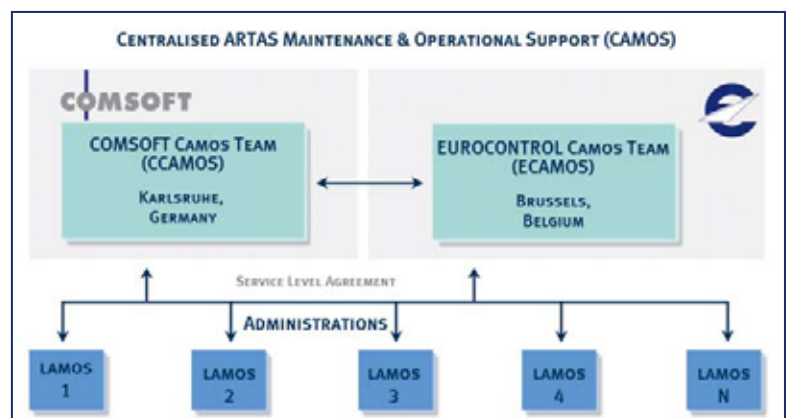 CENTRALISED ARTAS MAINTENANCE & OPERATIONAL SUPPORT (CAMOS)
COMSOFT
COMSOFT CAMOS TEAM
(CCAMOS)
KARLSRUHE,
GERMANY
EUROCONTROL CAMOS TEAM
(ECAMOS)
BRUSSELS,
BELGIUM
SERVICE LEVEL AGREEMENT
ADMINISTRATIONS
LAMOS
1
LAMOS
2
LAMOS
3
LAMOS
4
LAMOS
N